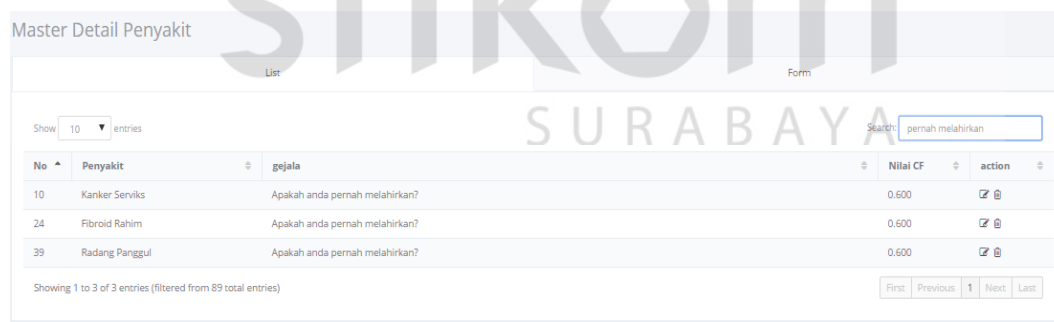 stikom
Master Detail Penyakit
List Form
SURABAYA
Show 10 entries Search: pernah melahirkan
No Penyakit gejala Nilai CF action
10 Kanker Serviks Apakah anda pernah melahirkan? 0.600
24 Fibroid Rahim Apakah anda pernah melahirkan? 0.600
39 Radang Panggul Apakah anda pernah melahirkan? 0.600
Showing 1 to 3 of 3 entries (filtered from 89 total entries) First Previous 1 Next Last